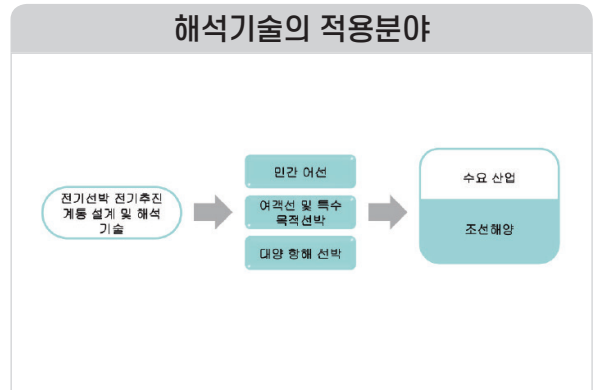 해석기술의 적용분야
전기선박 전기추진
계통 설계 및 해석
기술
민간 어선
여객선 및 특수
목적선박
대양 항해 선박
수요 산업
조선해양